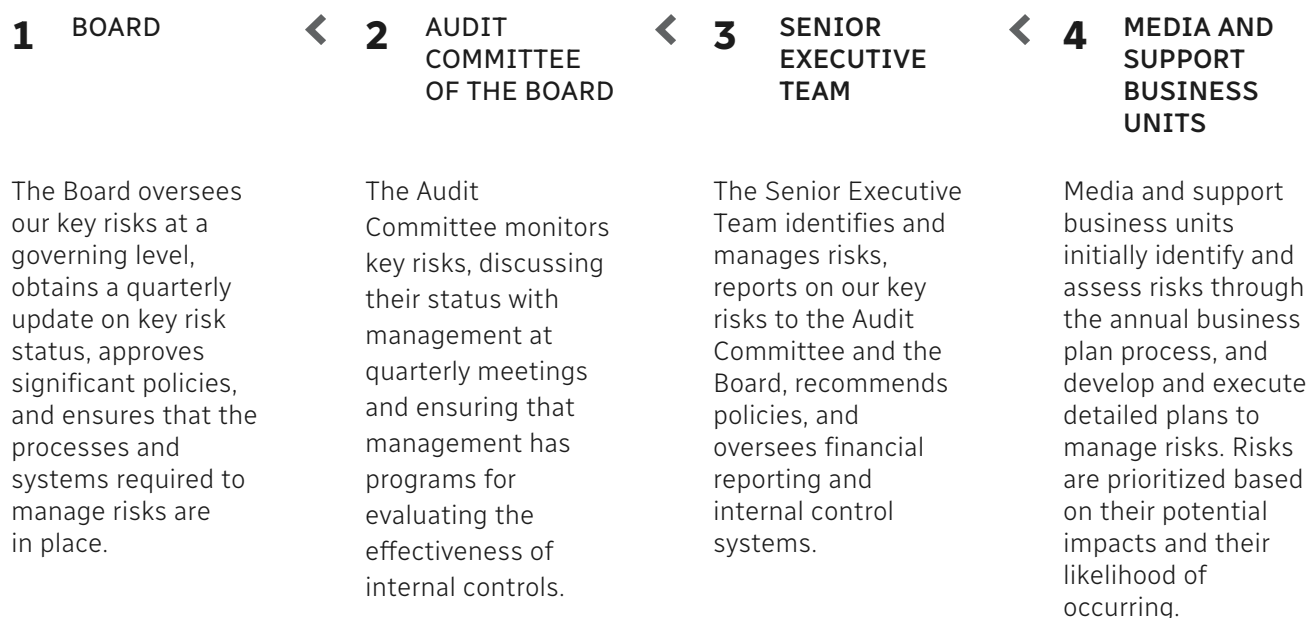 1 BOARD
The Board oversees
our key risks at a
governing level,
obtains a quarterly
update on key risk
status, approves
significant policies,
and ensures that the
processes and
systems required to
manage risks are
in place.
2 AUDIT
COMMITTEE
OF THE BOARD
The Audit
Committee monitors
key risks, discussing
their status with
management at
quarterly meetings
and ensuring that
management has
programs for
evaluating the
effectiveness of
internal controls.
3 SENIOR
EXECUTIVE
TEAM
The Senior Executive
Team identifies and
manages risks,
reports on our key
risks to the Audit
Committee and the
Board, recommends
policies, and
oversees financial
reporting and
internal control
systems.
4 MEDIA AND
SUPPORT
BUSINESS
UNITS
Media and support
business units
initially identify and
assess risks through
the annual business
plan process, and
develop and execute
detailed plans to
manage risks. Risks
are prioritized based
on their potential
impacts and their
likelihood of
occurring.